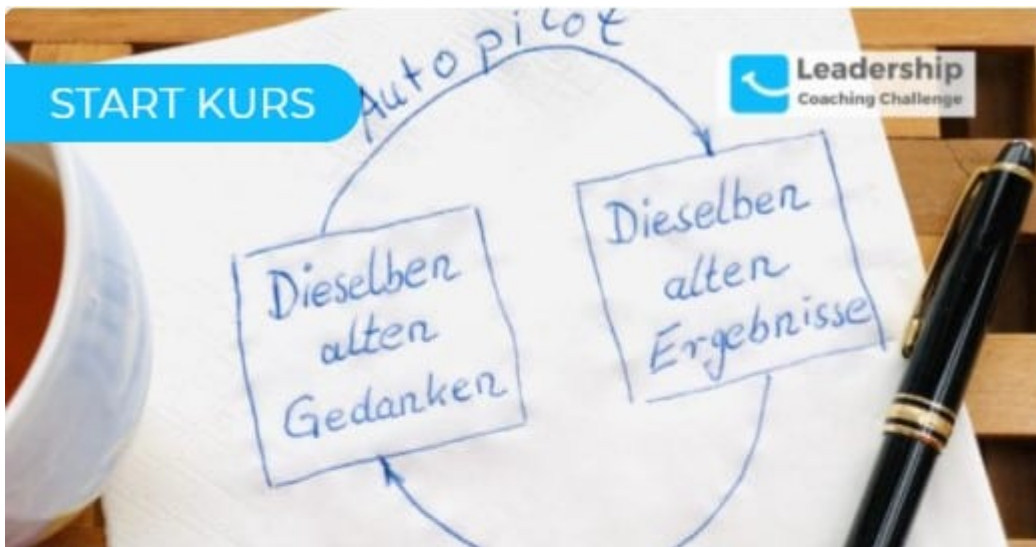 START KURS
Leadership
Coaching Challenge
Autopilot
Dieselben
alten
Gedanken
Dieselben
alten
Ergebnisse